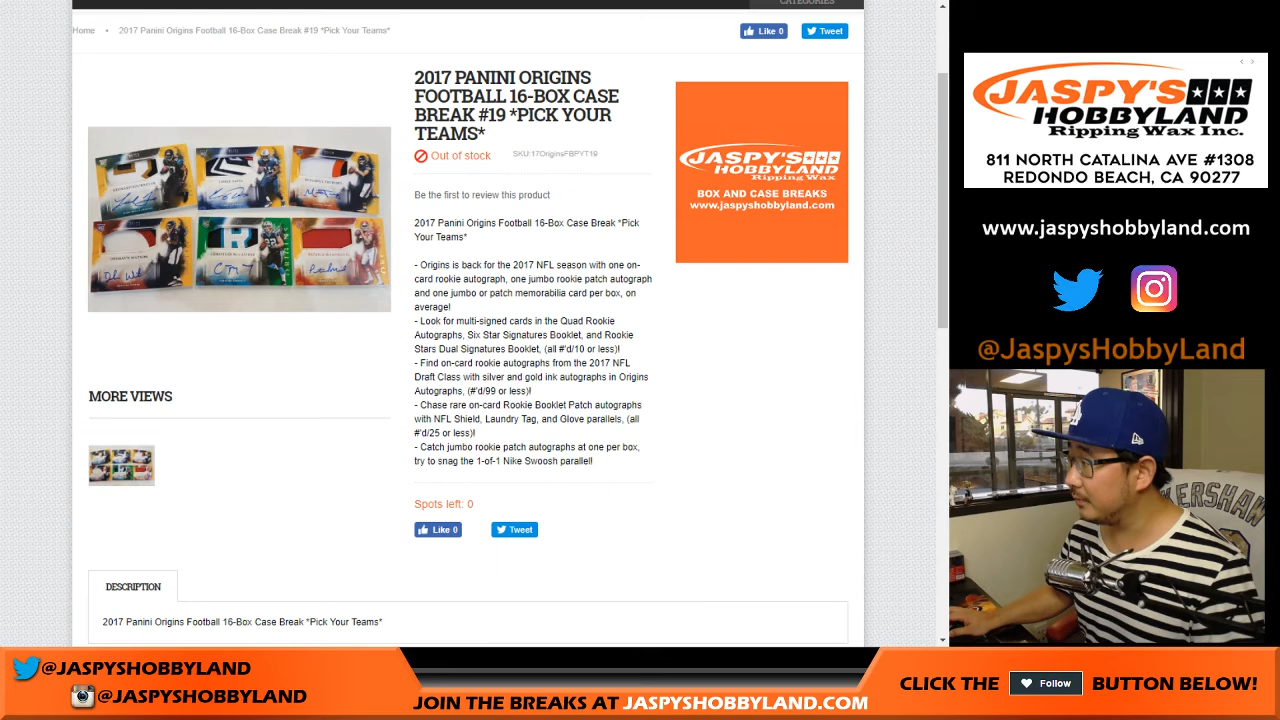 CATEGORIES
Home • 2017 Panini Origins Football 16-Box Case Break #19 *Pick Your Teams*
Like 0
Tweet
2017 PANINI ORIGINS
FOOTBALL 16-BOX CASE
BREAK #19 *PICK YOUR
TEAMS*
Out of stock
SKU:17OriginsFBPYT19
Be the first to review this product
2017 Panini Origins Football 16-Box Case Break *Pick
Your Teams*
- Origins is back for the 2017 NFL season with one on-
card rookie autograph, one jumbo rookie patch autograph
and one jumbo or patch memorabilia card per box, on
average!
- Look for multi-signed cards in the Quad Rookie
Autographs, Six Star Signatures Booklet, and Rookie
Stars Dual Signatures Booklet, (all #'d/10 or less)!
- Find on-card rookie autographs from the 2017 NFL
Draft Class with silver and gold ink autographs in Origins
Autographs, (#'d/99 or less)!
- Chase rare on-card Rookie Booklet Patch autographs
with NFL Shield, Laundry Tag, and Glove parallels, (all
#'d/25 or less)!
- Catch jumbo rookie patch autographs at one per box,
try to snag the 1-of-1 Nike Swoosh parallel!
Spots left: 0
Like 0
Tweet
MORE VIEWS
DESCRIPTION
2017 Panini Origins Football 16-Box Case Break *Pick Your Teams*
JASPY'S
HOBBYLAND
Ripping Wax
BOX AND CASE BREAKS
www.jaspyshobbyland.com
JASPY'S
HOBBYLAND
Ripping Wax Inc.
811 NORTH CATALINA AVE #1308
REDONDO BEACH, CA 90277
www.jaspyshobbyland.com
@JaspysHobbyLand
KERSHAW
LA
@JASPYSHOBBYLAND
@JASPYSHOBBYLAND
JOIN THE BREAKS AT JASPYSHOBBYLAND.COM
CLICK THE
Follow
BUTTON BELOW!